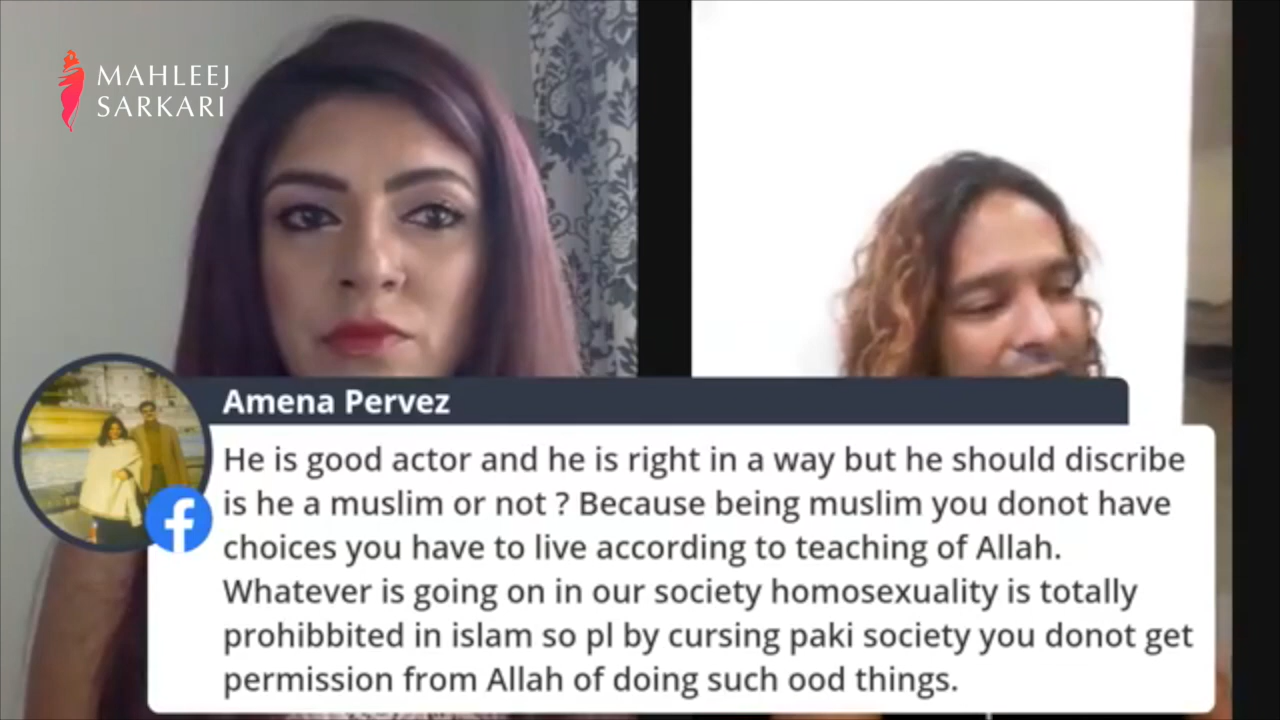 MAHLEEJ
SARKARI
Amena Pervez
He is good actor and he is right in a way but he should discribe
is he a muslim or not ? Because being muslim you donot have
choices you have to live according to teaching of Allah.
Whatever is going on in our society homosexuality is totally
prohibbited in islam so pl by cursing paki society you donot get
permission from Allah of doing such ood things.